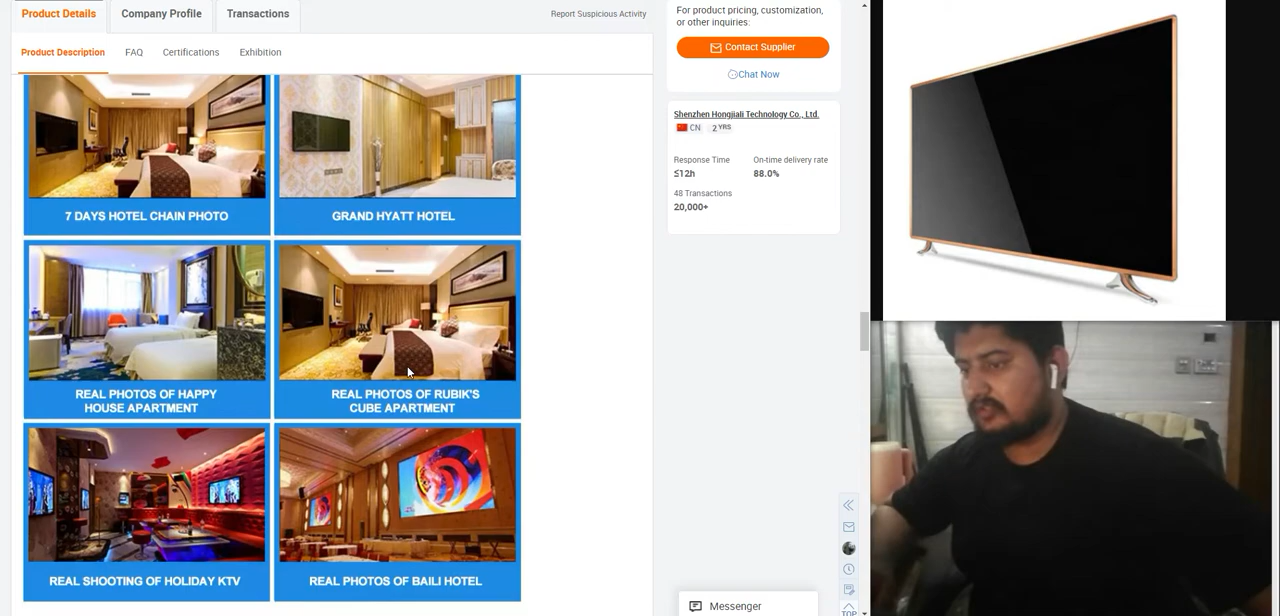 Product Details
Company Profile
Transactions
Report Suspicious Activity
Product Description
FAQ
Certifications
Exhibition
7 DAYS HOTEL CHAIN PHOTO
GRAND HYATT HOTEL
REAL PHOTOS OF HAPPY
HOUSE APARTMENT
REAL PHOTOS OF RUBIK'S
CUBE APARTMENT
REAL SHOOTING OF HOLIDAY KTV
REAL PHOTOS OF BAILI HOTEL
For product pricing, customization,
or other inquiries:
Contact Supplier
Chat Now
Shenzhen Hongjiali Technology Co., Ltd.
CN 2 YRS
Response Time
≤12h
On-time delivery rate
88.0%
48 Transactions
20,000+
TOP
Messenger